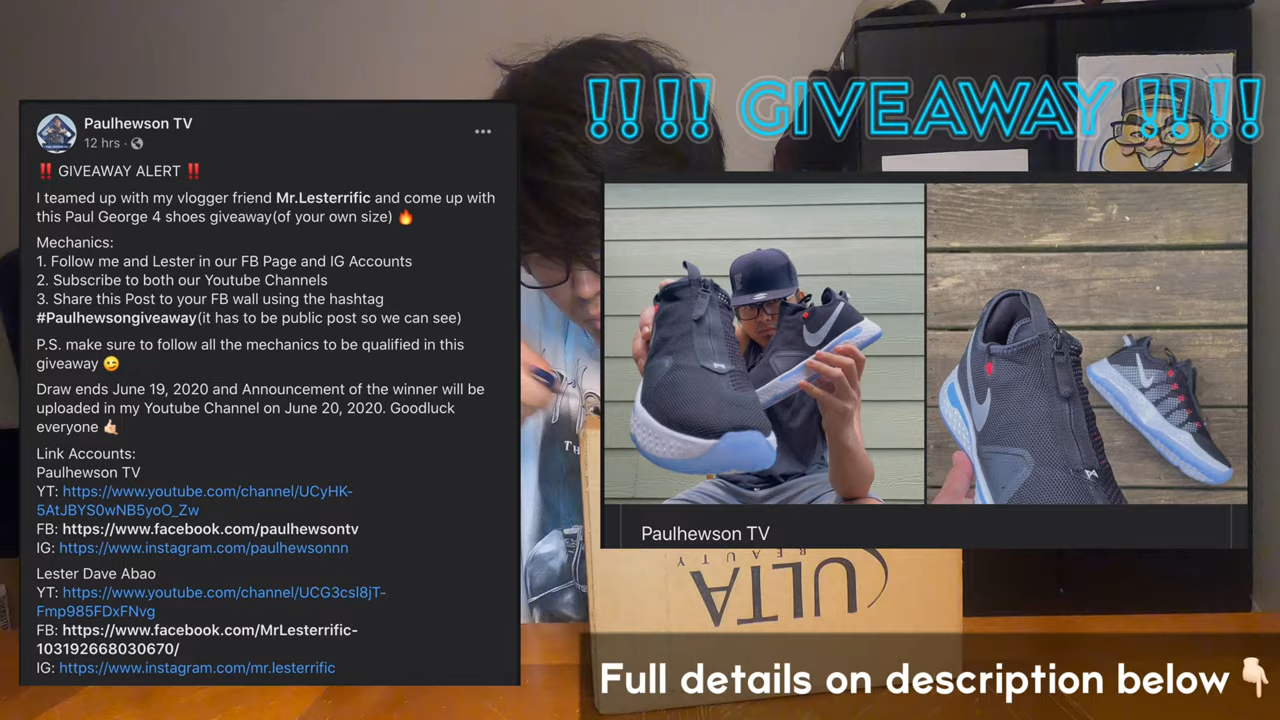 ‼‼ GIVEAWAY ‼‼
Paulhewson TV
12 hrs ·
‼ GIVEAWAY ALERT ‼
I teamed up with my vlogger friend Mr.Lesterrific and come up with
this Paul George 4 shoes giveaway(of your own size) 🔥
Mechanics:
1. Follow me and Lester in our FB Page and IG Accounts
2. Subscribe to both our Youtube Channels
3. Share this Post to your FB wall using the hashtag
#Paulhewsongiveaway(it has to be public post so we can see)
P.S. make sure to follow all the mechanics to be qualified in this
giveaway 😉
Draw ends June 19, 2020 and Announcement of the winner will be
uploaded in my Youtube Channel on June 20, 2020. Goodluck
everyone 🤙🏻
Link Accounts:
Paulhewson TV
YT: https://www.youtube.com/channel/UCyHK-
5AtJBYS0wNB5yoO_Zw
FB: https://www.facebook.com/paulhewsontv
IG: https://www.instagram.com/paulhewsonnn
Lester Dave Abao
YT: https://www.youtube.com/channel/UCG3csl8jT-
Fmp985FDxFNvg
FB: https://www.facebook.com/MrLesterrific-
103192668030670/
IG: https://www.instagram.com/mr.lesterrific
Paulhewson TV
ULTA
BEAUTY
Full details on description below👇🏻